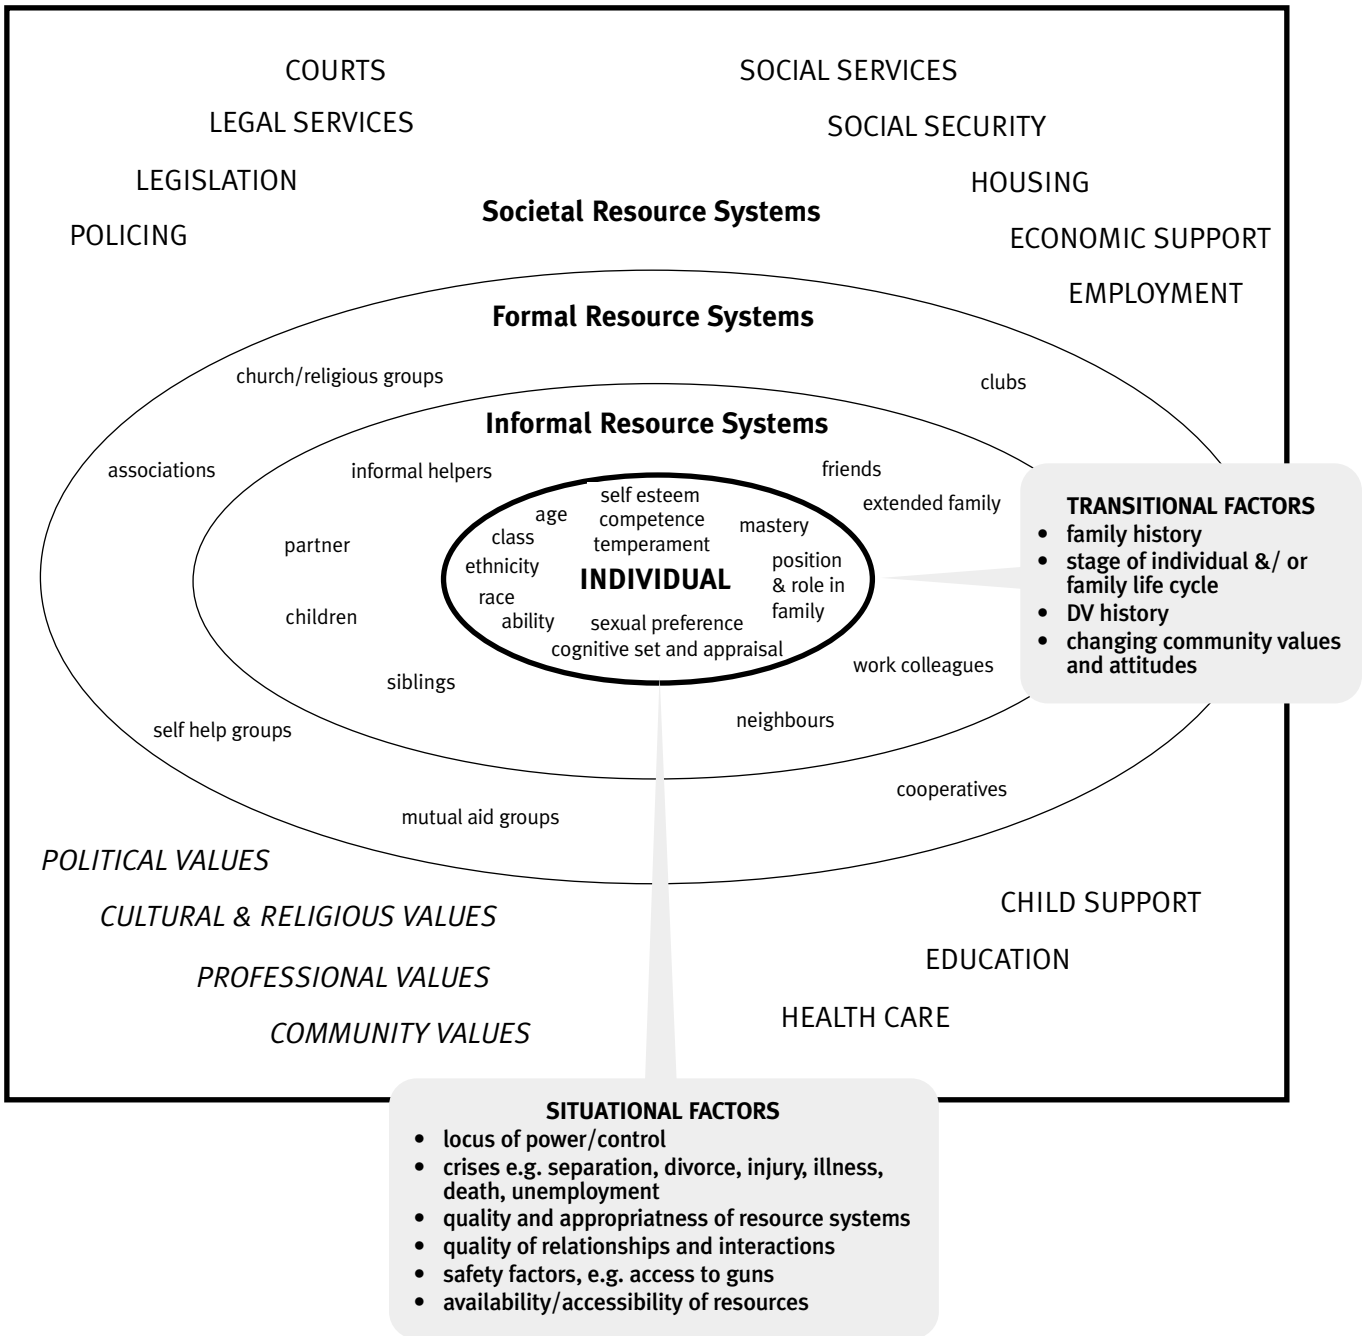 COURTS
SOCIAL SERVICES
LEGAL SERVICES
SOCIAL SECURITY
LEGISLATION
HOUSING
Societal Resource Systems
POLICING
ECONOMIC SUPPORT
EMPLOYMENT
Formal Resource Systems
church/religious groups
clubs
Informal Resource Systems
associations
informal helpers
friends
extended family
partner
children
siblings
work colleagues
neighbours
self esteem
competence
temperament
age
class
ethnicity
race
ability
mastery
INDIVIDUAL
position
& role in
family
sexual preference
cognitive set and appraisal
self help groups
mutual aid groups
cooperatives
TRANSITIONAL FACTORS
• family history
• stage of individual &/ or
family life cycle
• DV history
• changing community values
and attitudes
POLITICAL VALUES
CULTURAL & RELIGIOUS VALUES
PROFESSIONAL VALUES
COMMUNITY VALUES
CHILD SUPPORT
EDUCATION
HEALTH CARE
SITUATIONAL FACTORS
• locus of power/control
• crises e.g. separation, divorce, injury, illness,
death, unemployment
• quality and appropriatness of resource systems
• quality of relationships and interactions
• safety factors, e.g. access to guns
• availability/accessibility of resources